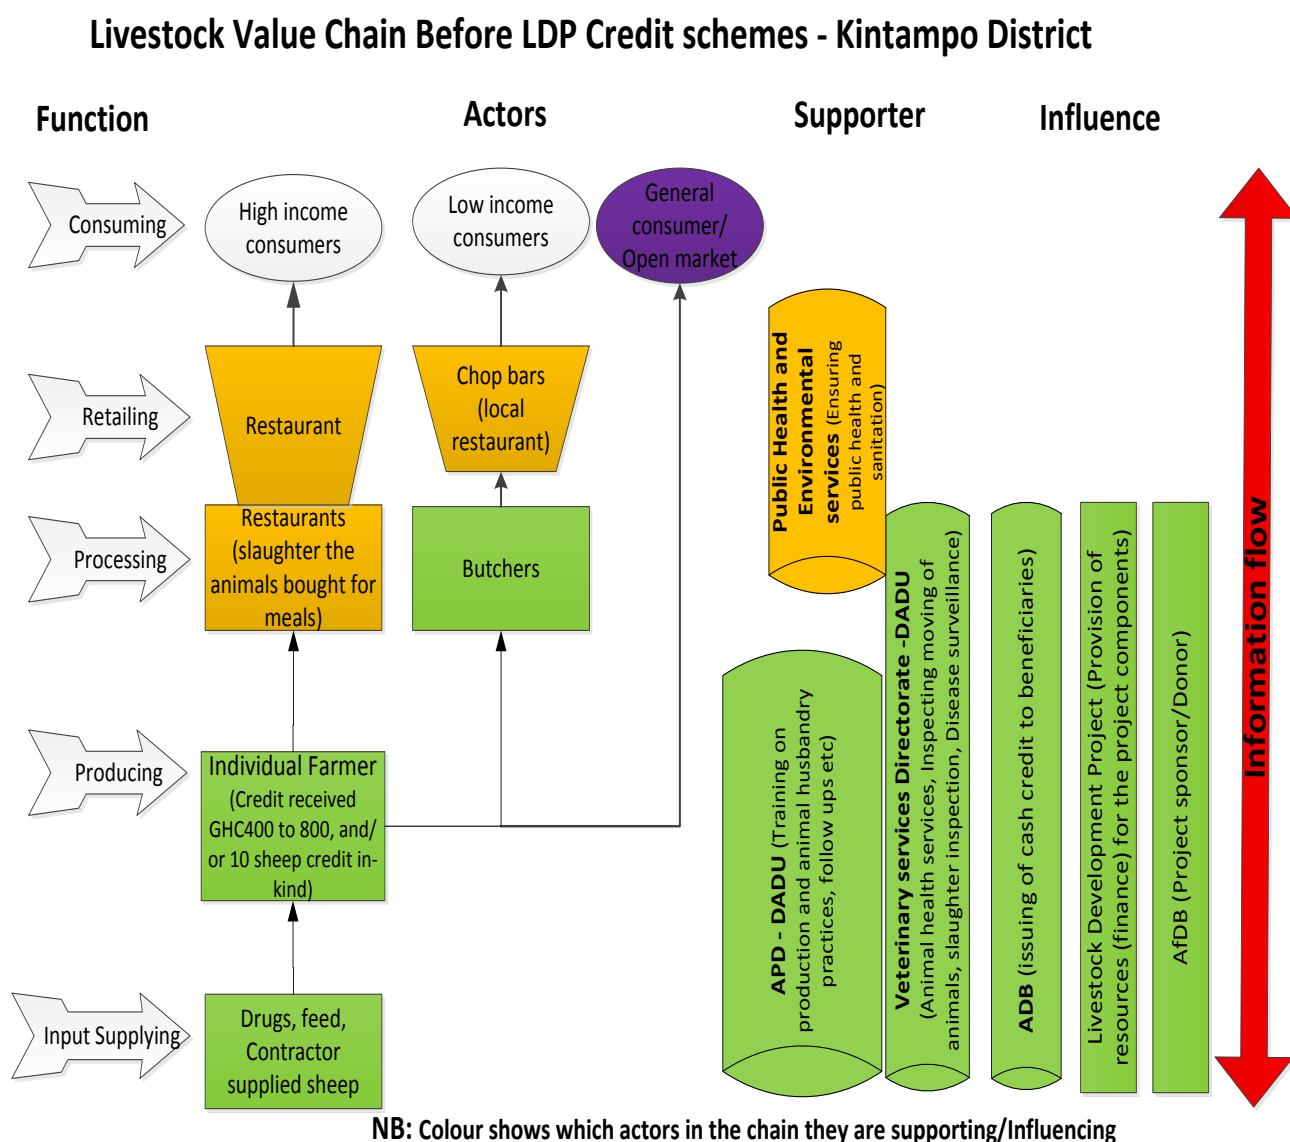 Livestock Value Chain Before LDP Credit schemes - Kintampo District
Function
Actors
Supporter
Influence
Consuming
High income
consumers
Low income
consumers
General
consumer/
Open market
Retailing
Restaurant
Chop bars
(local
restaurant)
Processing
Restaurants
(slaughter the
animals bought for
meals)
Butchers
Producing
Individual Farmer
(Credit received
GHC400 to 800, and/
or 10 sheep credit in-
kind)
Input Supplying
Drugs, feed,
Contractor
supplied sheep
Public Health and
Environmental
services (Ensuring
public health and
sanitation)
APD - DADU (Training on
production and animal husbandry
practices, follow ups etc)
Veterinary services Directorate -DADU
(Animal health services, Inspecting moving of
animals, slaughter inspection, Disease surveillance)
ADB (issuing of cash credit to beneficiaries)
Livestock Development Project (Provision of
resources (finance) for the project components)
AfDB (Project sponsor/Donor)
Information flow
NB: Colour shows which actors in the chain they are supporting/Influencing